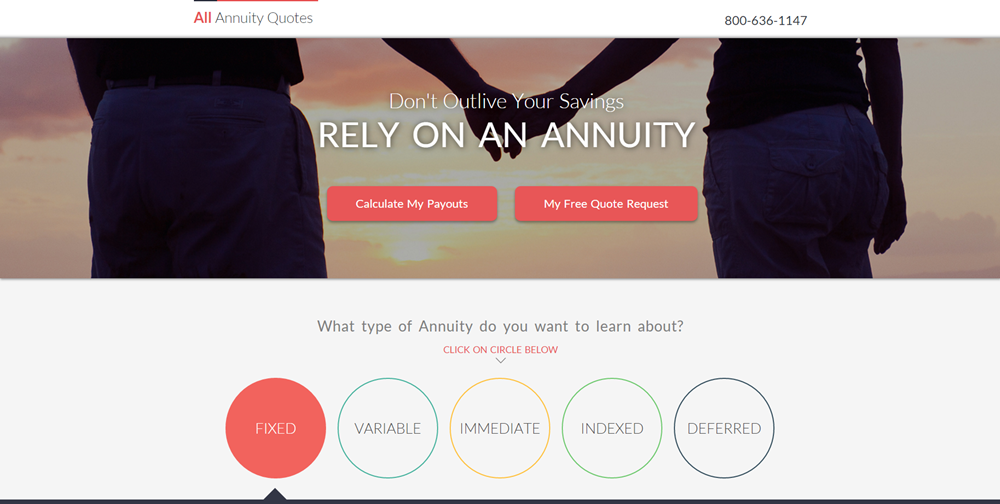 All Annuity Quotes
800-636-1147
Don't Outlive Your Savings
RELY ON AN ANNUITY
Calculate My Payouts
My Free Quote Request
What type of Annuity do you want to learn about?
CLICK ON CIRCLE BELOW
FIXED
VARIABLE
IMMEDIATE
INDEXED
DEFERRED